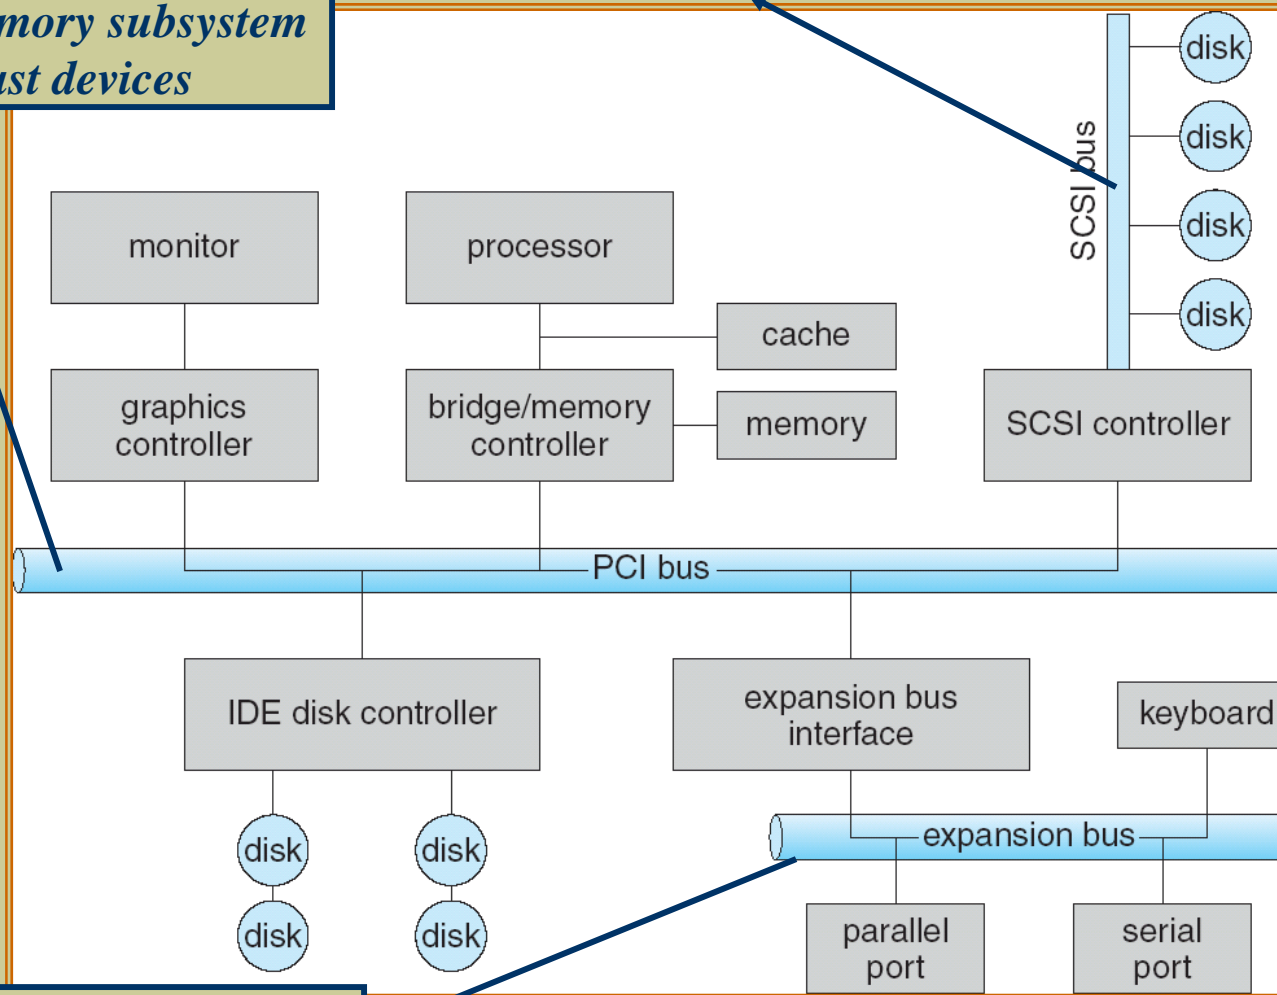 subsystem
devices
disk
disk
SCSI bus
disk
disk
monitor
processor
cache
graphics
controller
bridge/memory
controller
memory
SCSI controller
PCI bus
IDE disk controller
expansion bus
interface
keyboard
disk
disk
expansion bus
disk
disk
parallel
port
serial
port